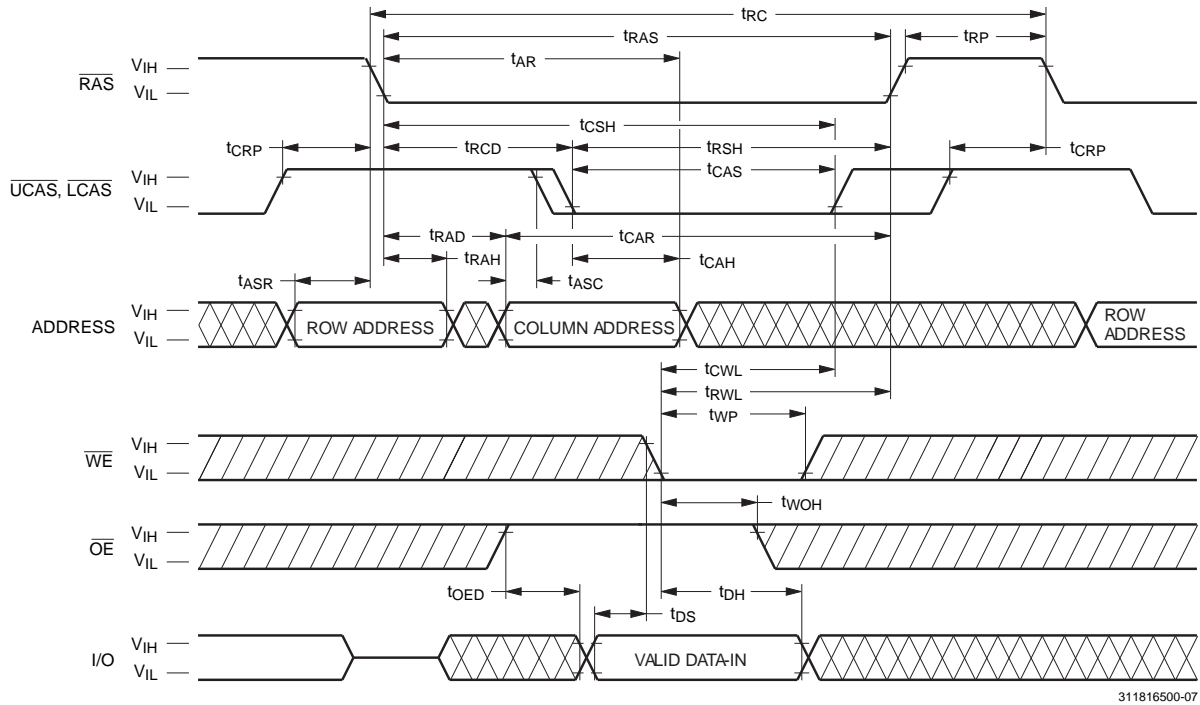 tRC
tRAS
tRP
tAR
RAS
VIH
VIL
tCSH
tCRP
tRCD
tRSH
tCRP
tCAS
UCAS, LCAS
VIH
VIL
tRAD
tCAR
tRAH
tCAH
tASR
tASC
ADDRESS
VIH
VIL
ROW ADDRESS
COLUMN ADDRESS
ROW
ADDRESS
tCWL
tRWL
tWP
WE
VIH
VIL
tWOH
OE
VIH
VIL
tOED
tDH
tDS
I/O
VIH
VIL
VALID DATA-IN
311816500-07